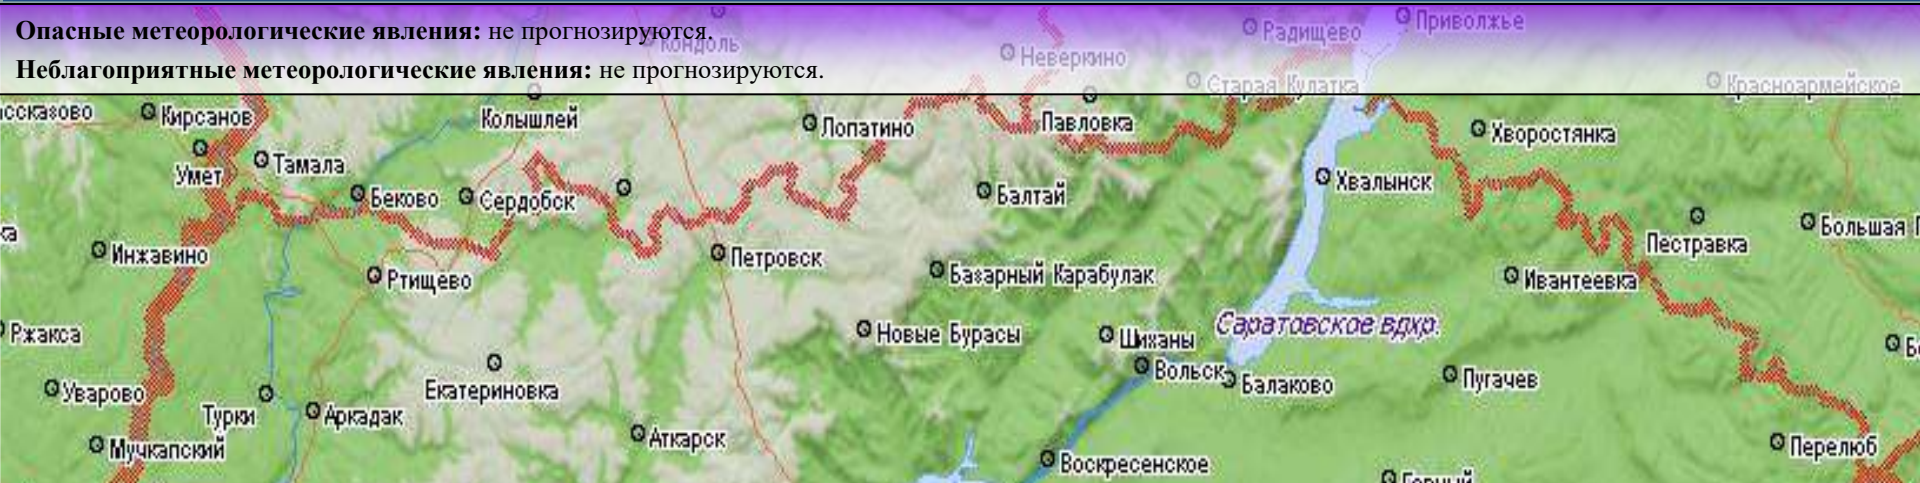 Опасные метеорологические явления: не прогнозируются.
Неблагоприятные метеорологические явления: не прогнозируются.
Кондоль
Неверкино
Радищево
Приволжье
Старая Кулатка
Красноармейское
Кирсанов
Колышлей
Лопатино
Павловка
Хворостянка
Умет
Тамала
Беково
Сердобск
Балтай
Хвалынск
Инжавино
Ртищево
Петровск
Базарный Карабулак
Ивантеевка
Пестравка
Большая
Ржакса
Новые Бурасы
Шиханы
Саратовское вдхр.
Уварово
Екатериновка
Вольск
Балаково
Пугачев
Турки
Аркадак
Аткарск
Мучкапский
Воскресенское
Перелюб